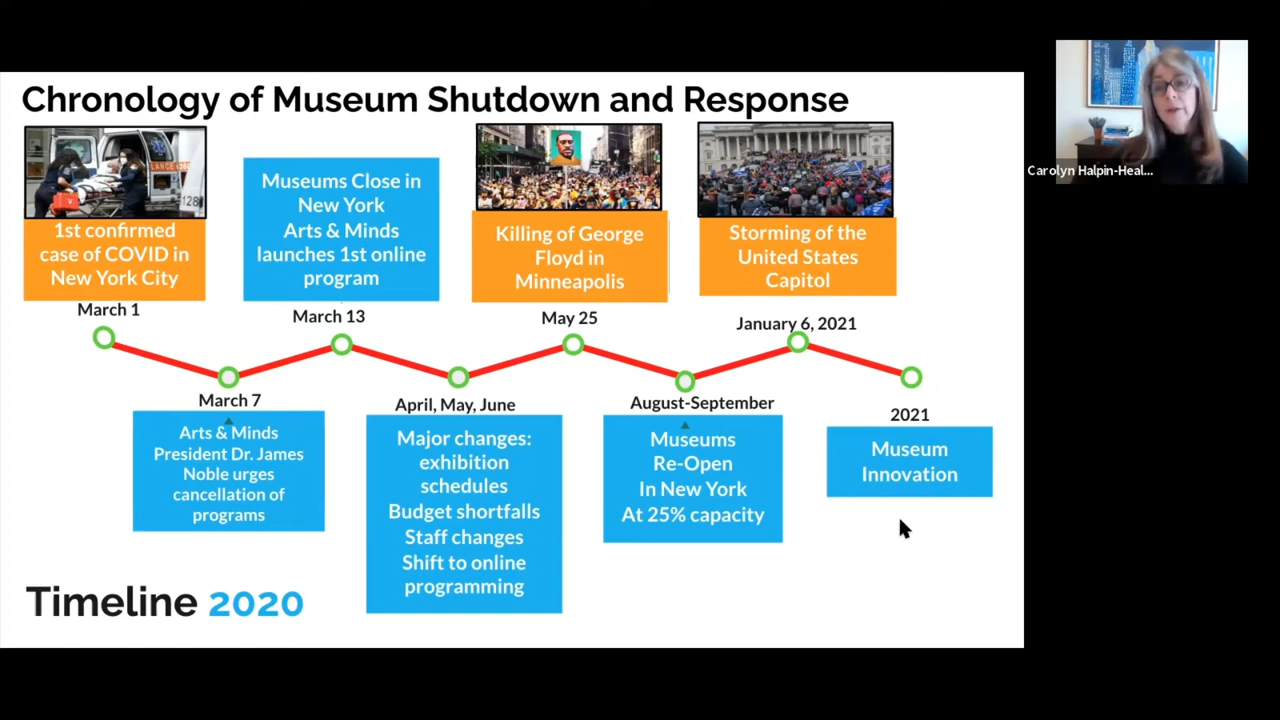 Chronology of Museum Shutdown and Response
1st confirmed
case of COVID in
New York City
March 1
Museums Close in
New York
Arts & Minds
launches 1st online
program
March 13
Killing of George
Floyd in
Minneapolis
May 25
Storming of the
United States
Capitol
January 6, 2021
March 7
Arts & Minds
President Dr. James
Noble urges
cancellation of
programs
April, May, June
Major changes:
exhibition
schedules
Budget shortfalls
Staff changes
Shift to online
programming
August-September
Museums
Re-Open
In New York
At 25% capacity
2021
Museum
Innovation
Timeline 2020
Carolyn Halpin-Heal...